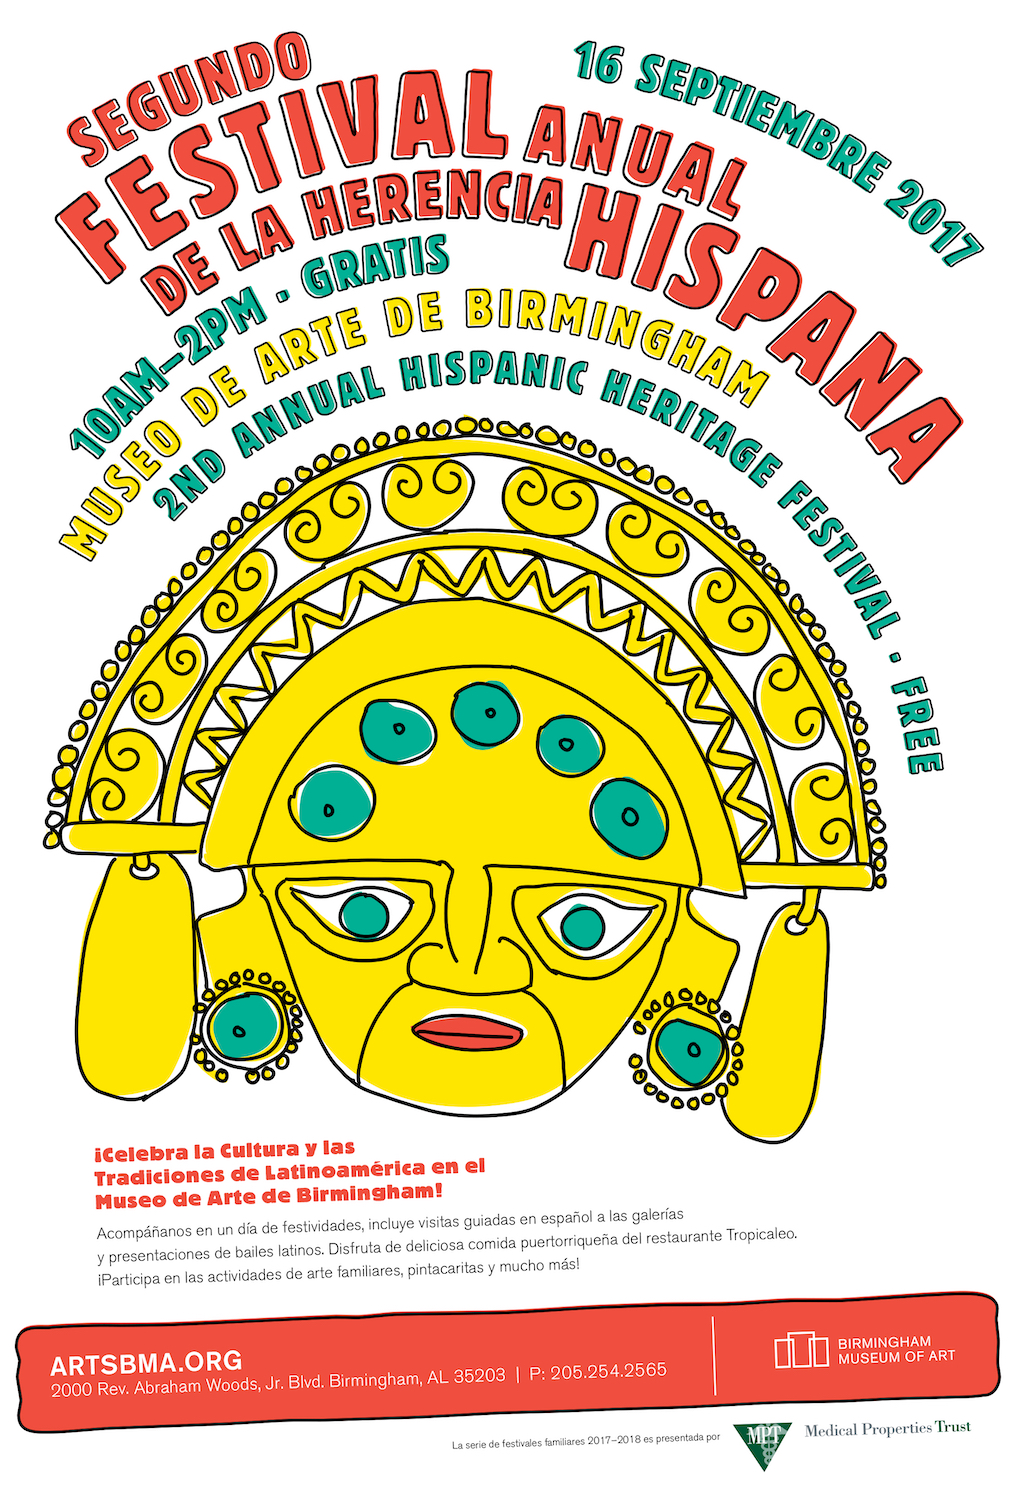 SEGUNDO
FESTIVAL ANUAL
DE LA HERENCIA HISPANA
16 SEPTIEMBRE 2017
10AM–2PM · GRATIS
MUSEO DE ARTE DE BIRMINGHAM
2ND ANNUAL HISPANIC HERITAGE FESTIVAL · FREE
¡Celebra la Cultura y las
Tradiciones de Latinoamérica en el
Museo de Arte de Birmingham!
Acompáñanos en un día de festividades, incluye visitas guiadas en español a las galerías
y presentaciones de bailes latinos. Disfruta de deliciosa comida puertorriqueña del restaurante Tropicaleo.
¡Participa en las actividades de arte familiares, pintacaritas y mucho más!
ARTSBMA.ORG
2000 Rev. Abraham Woods, Jr. Blvd. Birmingham, AL 35203 | P: 205.254.2565
BIRMINGHAM
MUSEUM OF ART
La serie de festivales familiares 2017–2018 es presentada por
MPT
Medical Properties Trust